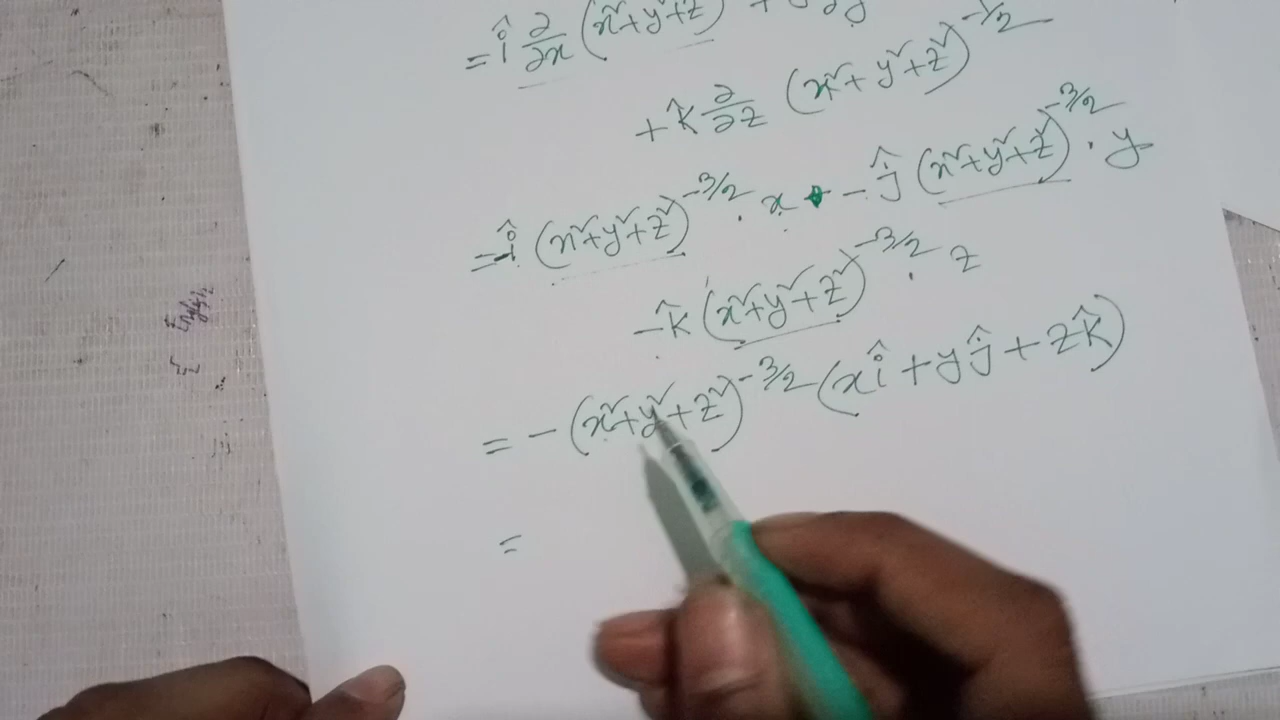 = î ∂/∂x (x²+y²+z²) +
+ k̂ ∂/∂z (x²+y²+z²)^-1/2
= -î (x²+y²+z²)^-3/2 . x - ĵ (x²+y²+z²)^-3/2 . y
- k̂ (x²+y²+z²)^-3/2 . z
= - (x²+y²+z²)^-3/2 (xî + yĵ + zk̂)
=